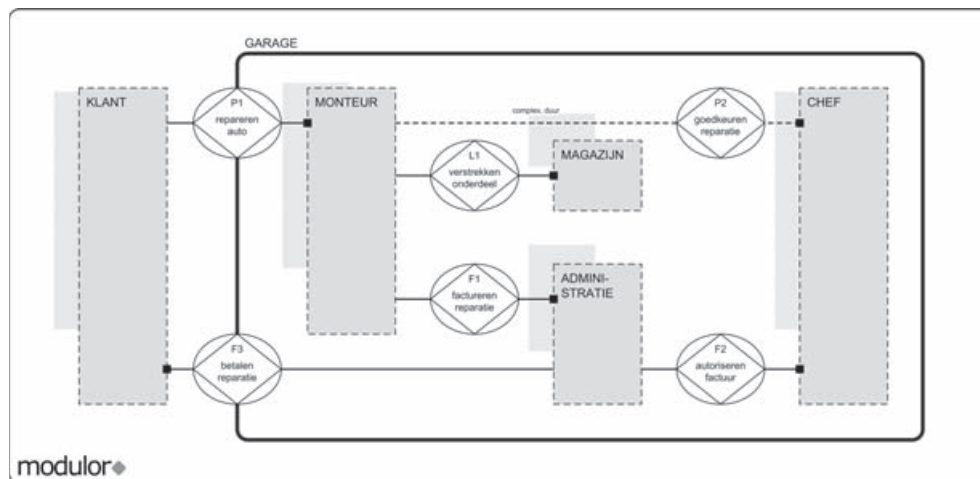 GARAGE
KLANT
P1
repareren
auto
MONTEUR
complex, duur
P2
goedkeuren
reparatie
CHEF
L1
verstrekken
onderdeel
MAGAZIJN
F1
factureren
reparatie
ADMINI-
STRATIE
F3
betalen
reparatie
F2
autoriseren
factuur
modulor